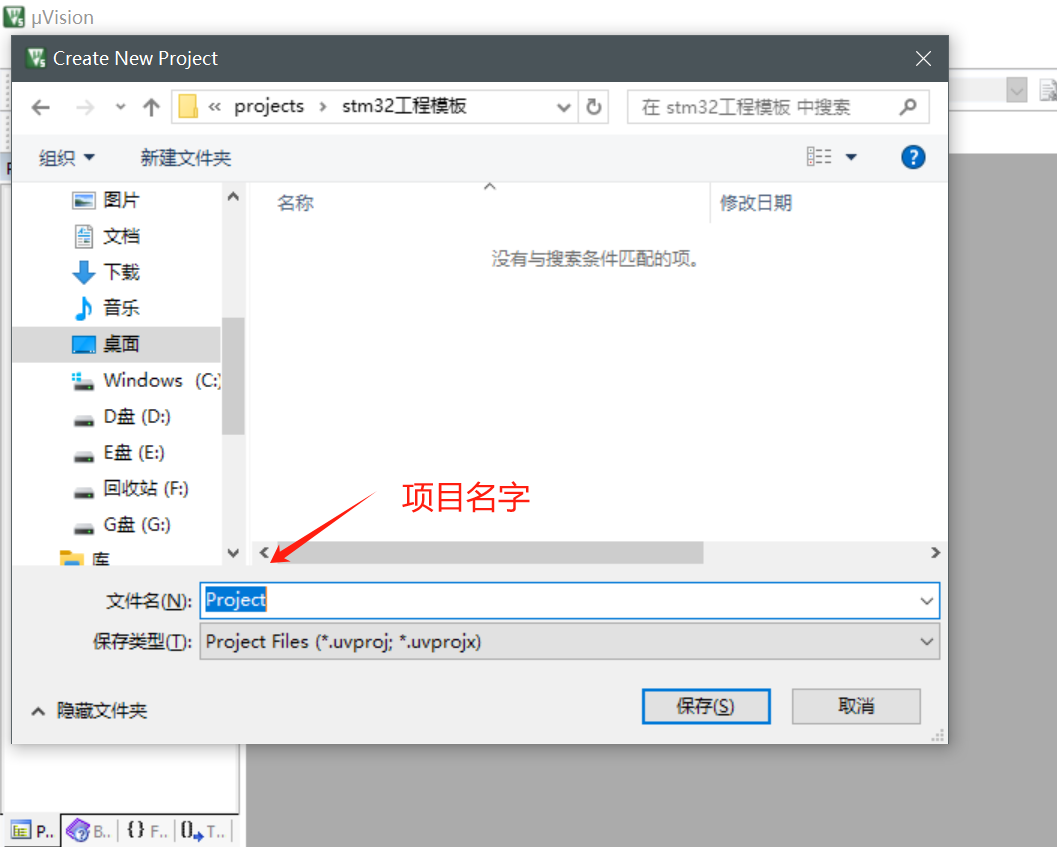 µVision
Create New Project
« projects › stm32工程模板
在 stm32工程模板 中搜索
组织
新建文件夹
名称
修改日期
没有与搜索条件匹配的项。
图片
文档
下载
音乐
桌面
Windows (C:)
D盘 (D:)
E盘 (E:)
回收站 (F:)
G盘 (G:)
库
项目名字
文件名(N): Project
保存类型(T): Project Files (*.uvproj; *.uvprojx)
隐藏文件夹
保存(S)
取消
P..
B..
{} F..
T..